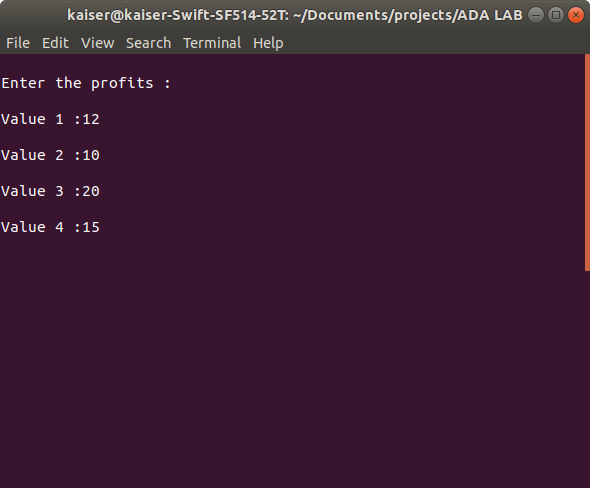 kaiser@kaiser-Swift-SF514-52T: ~/Documents/projects/ADA LAB
File Edit View Search Terminal Help
Enter the profits :
Value 1 :12
Value 2 :10
Value 3 :20
Value 4 :15